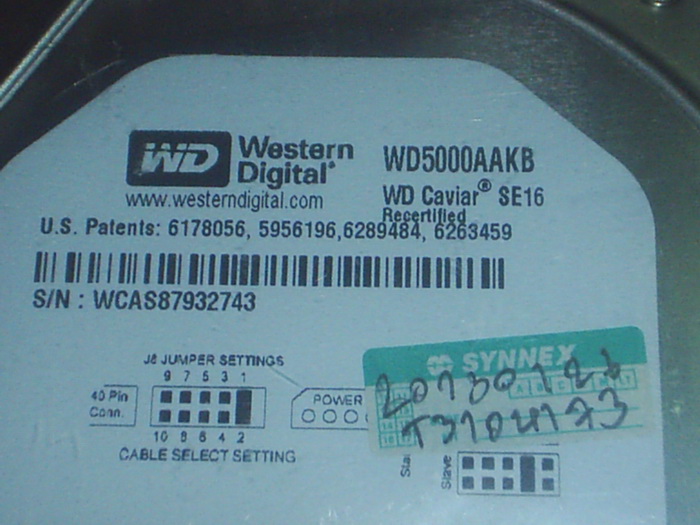 WD Western Digital®
WD5000AAKB
www.westerndigital.com
WD Caviar® SE16
Recertified
U.S. Patents: 6178056, 5956196,6289484, 6263459
S/N : WCAS87932743
J8 JUMPER SETTINGS
9 7 5 3 1
40 Pin
Conn.
10 8 6 4 2
CABLE SELECT SETTING
POWER
SYNNEX
Slave